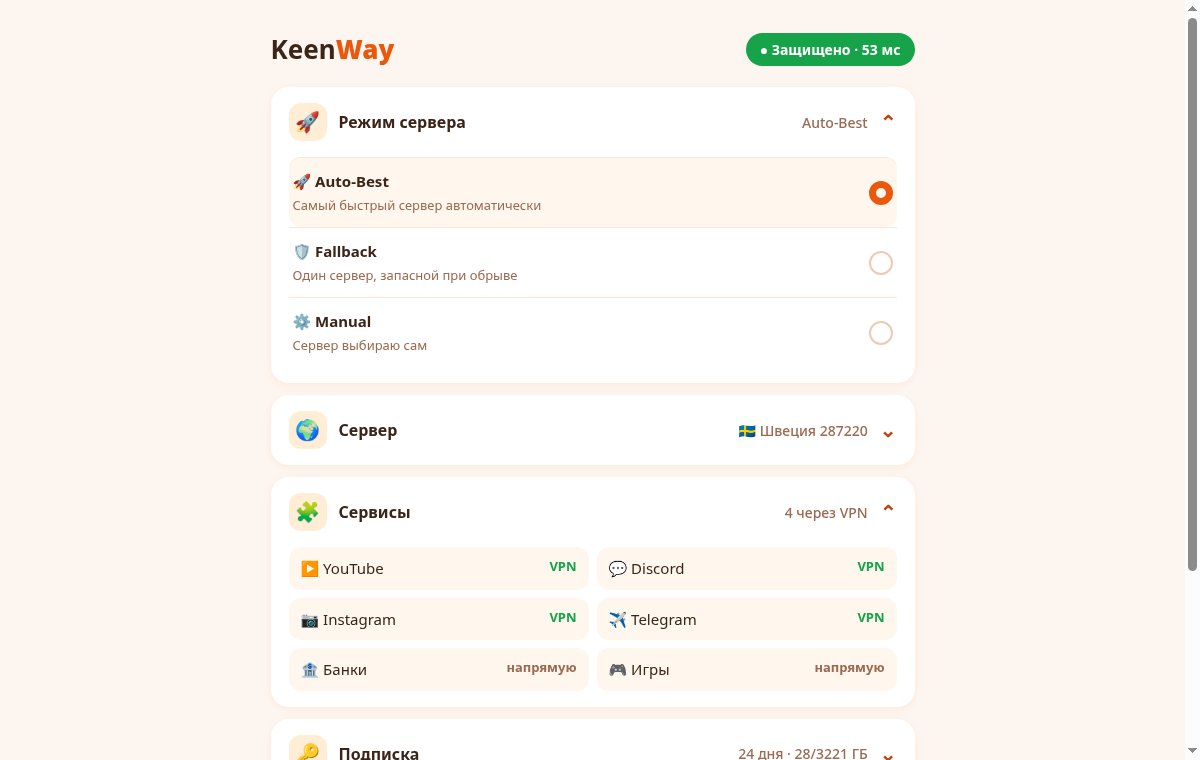 KeenWay
● Защищено · 53 мс
Режим сервера
Auto-Best
Auto-Best
Самый быстрый сервер автоматически
Fallback
Один сервер, запасной при обрыве
Manual
Сервер выбираю сам
Сервер
Швеция 287220
Сервисы
4 через VPN
YouTube VPN
Discord VPN
Instagram VPN
Telegram VPN
Банки напрямую
Игры напрямую
Подписка
24 дня · 28/3221 ГБ